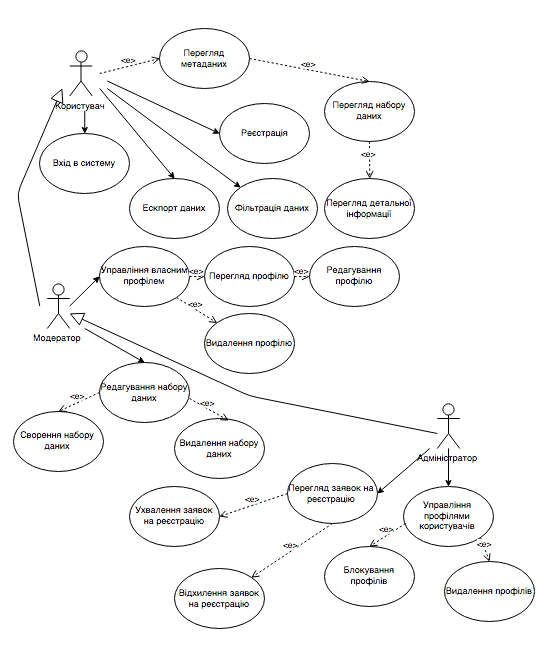 Перегляд
метаданих
<e>
<e>
Користувач
Перегляд набору
даних
Реєстрація
<e>
Вхід в систему
Ескпорт даних
Фільтрація даних
Перегляд детальної
інформації
Управління власним
профілем
<e>
Перегляд профілю
<e>
Редагування
профілю
<e>
Модератор
Видалення профілю
Редагування набору
даних
<e>
<e>
Сворення набору
даних
Видалення набору
даних
Адміністратор
Перегляд заявок на
реєстрацію
<e>
Ухвалення заявок
на реєстрацію
Управління
профілями
користувачів
<e>
<e>
<e>
Блокування
профілів
Відхилення заявок
на реєстрацію
Видалення профілів